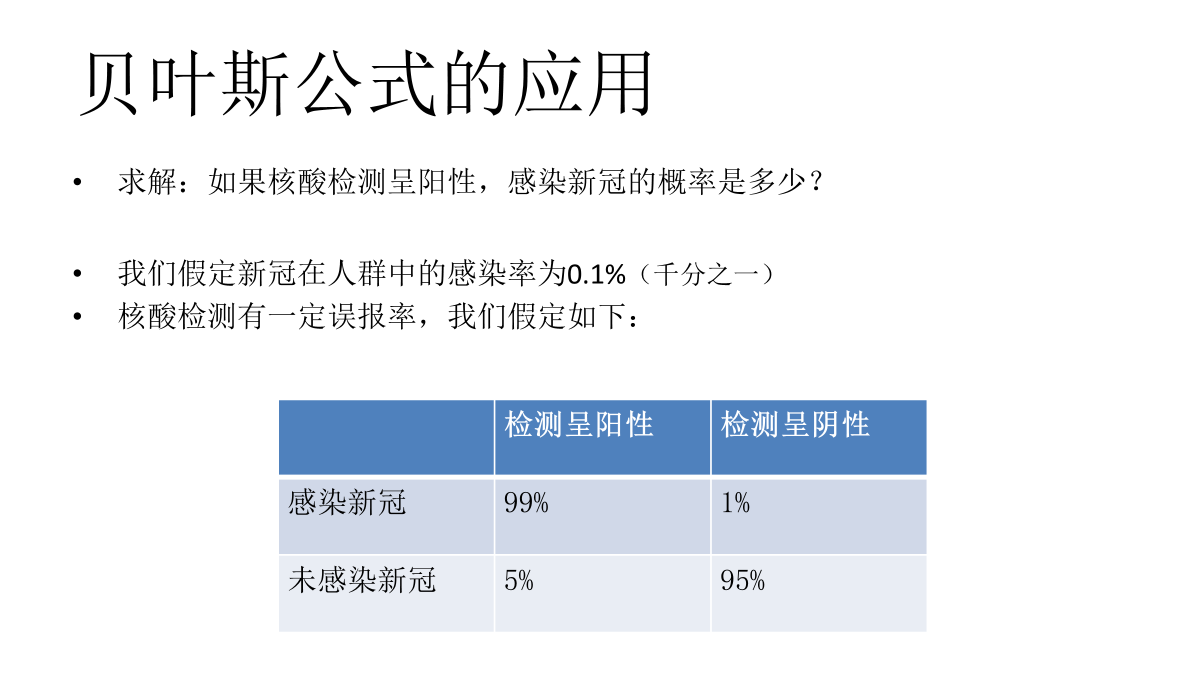 贝叶斯公式的应用
• 求解：如果核酸检测呈阳性，感染新冠的概率是多少？
• 我们假定新冠在人群中的感染率为0.1%（千分之一）
• 核酸检测有一定误报率，我们假定如下：
检测呈阳性 检测呈阴性
感染新冠 99% 1%
未感染新冠 5% 95%